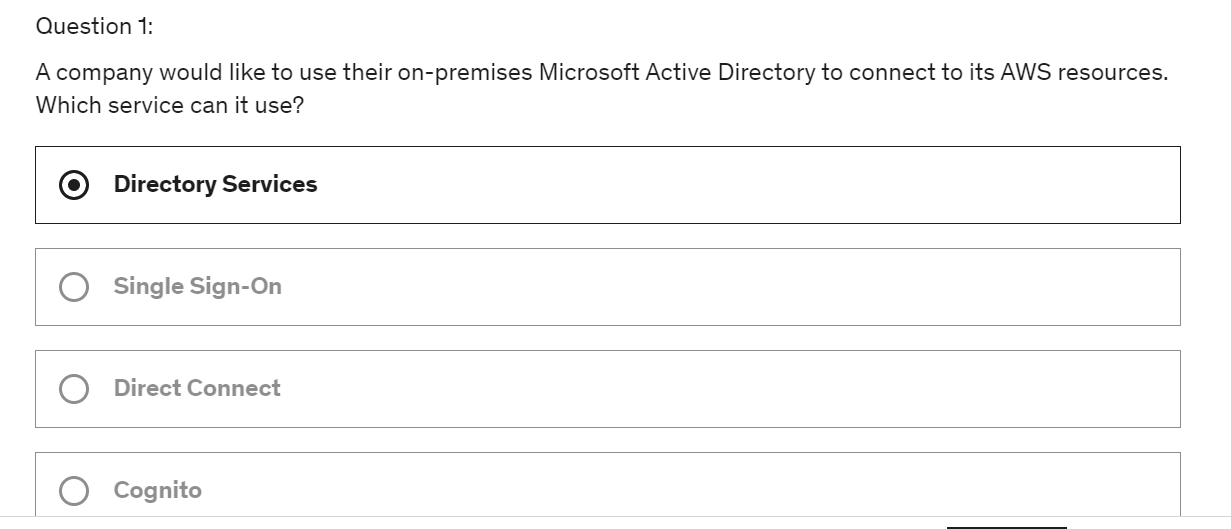 Question 1:
A company would like to use their on-premises Microsoft Active Directory to connect to its AWS resources.
Which service can it use?
Directory Services
Single Sign-On
Direct Connect
Cognito